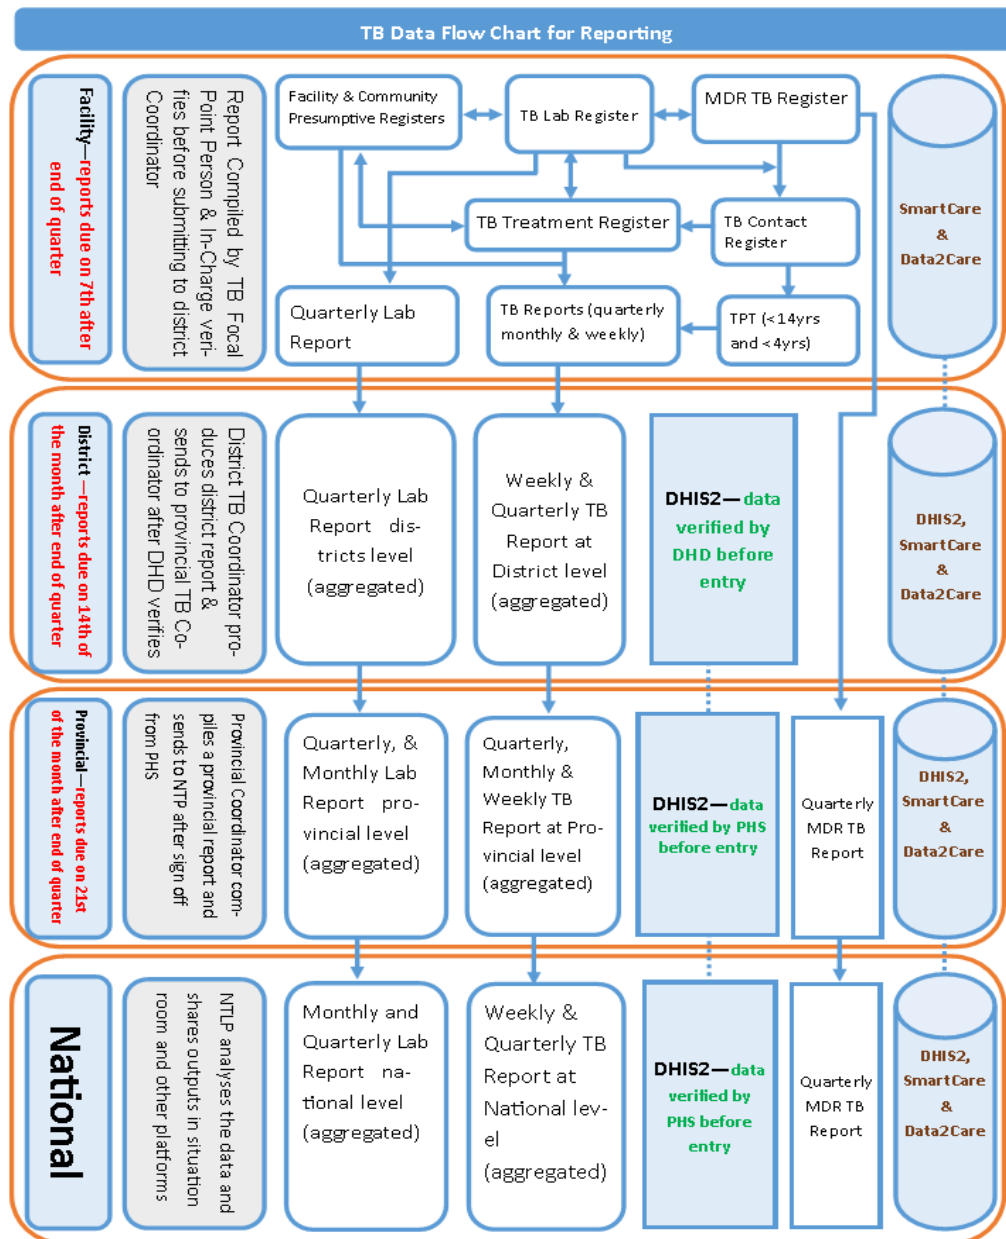 TB Data Flow Chart for Reporting
Facility—reports due on 7th after
end of quarter
Report Compiled by TB Focal
Point Person & In-Charge veri-
fies before submitting to district
Coordinator
Facility & Community
Presumptive Registers
TB Lab Register
MDR TB Register
TB Treatment Register
TB Contact
Register
Quarterly Lab
Report
TB Reports (quarterly
monthly & weekly)
TPT (<14yrs
and <4yrs)
SmartCare
&
Data2Care
District —reports due on 14th of
the month after end of quarter
District TB Coordinator pro-
duces district report &
sends to provincial TB Co-
ordinator after DHD verifies
Quarterly Lab
Report dis-
tricts level
(aggregated)
Weekly &
Quarterly TB
Report at
District level
(aggregated)
DHIS2—data
verified by
DHD before
entry
DHIS2,
SmartCare
&
Data2Care
Provincial—reports due on 21st
of the month after end of quarter
Provincial Coordinator com-
piles a provincial report and
sends to NTP after sign off
from PHS
Quarterly, &
Monthly Lab
Report pro-
vincial level
(aggregated)
Quarterly,
Monthly &
Weekly TB
Report at Pro-
vincial level
(aggregated)
DHIS2—data
verified by PHS
before entry
Quarterly
MDR TB
Report
DHIS2,
SmartCare
&
Data2Care
National
NTLP analyses the data and
shares outputs in situation
room and other platforms
Monthly and
Quarterly Lab
Report na-
tional level
(aggregated)
Weekly &
Quarterly TB
Report at
National lev-
el
(aggregated)
DHIS2—data
verified by
PHS before
entry
Quarterly
MDR TB
Report
DHIS2,
SmartCare
&
Data2Care